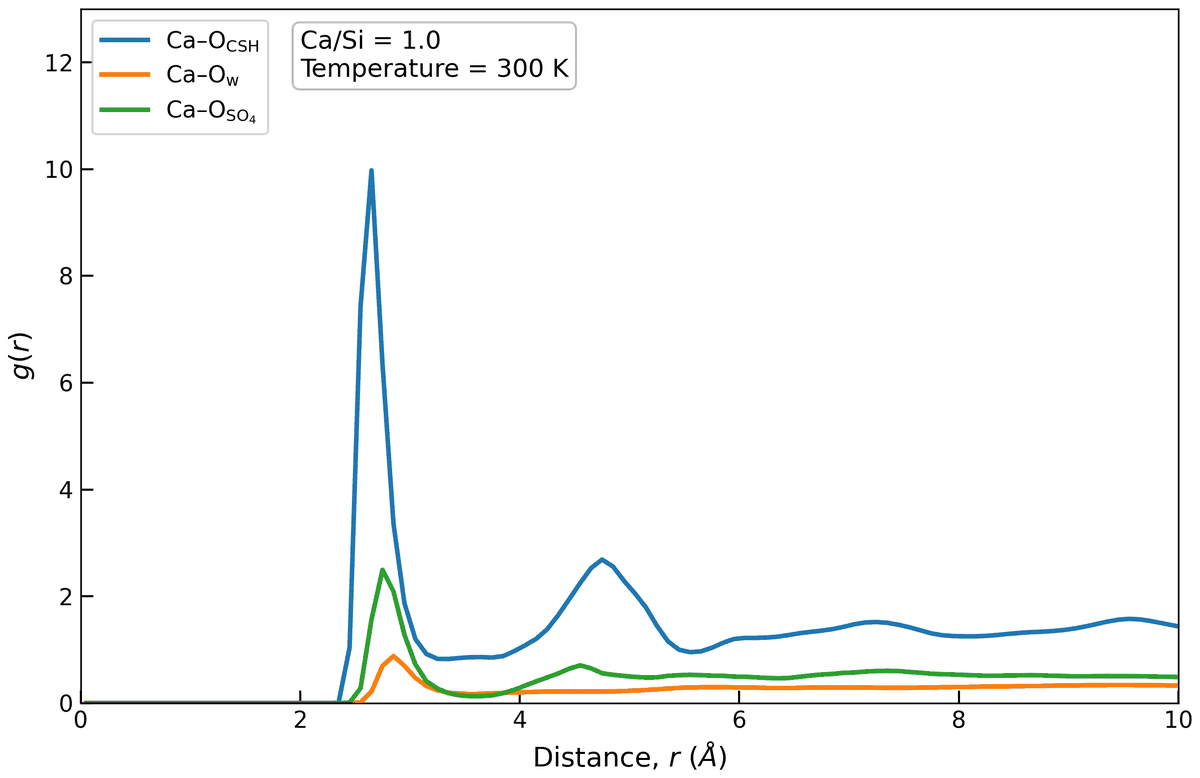 Ca–O_CSH
Ca–O_w
Ca–O_SO₄
Ca/Si = 1.0
Temperature = 300 K
12
10
8
6
4
2
0
g(r)
0 2 4 6 8 10
Distance, r (Å)